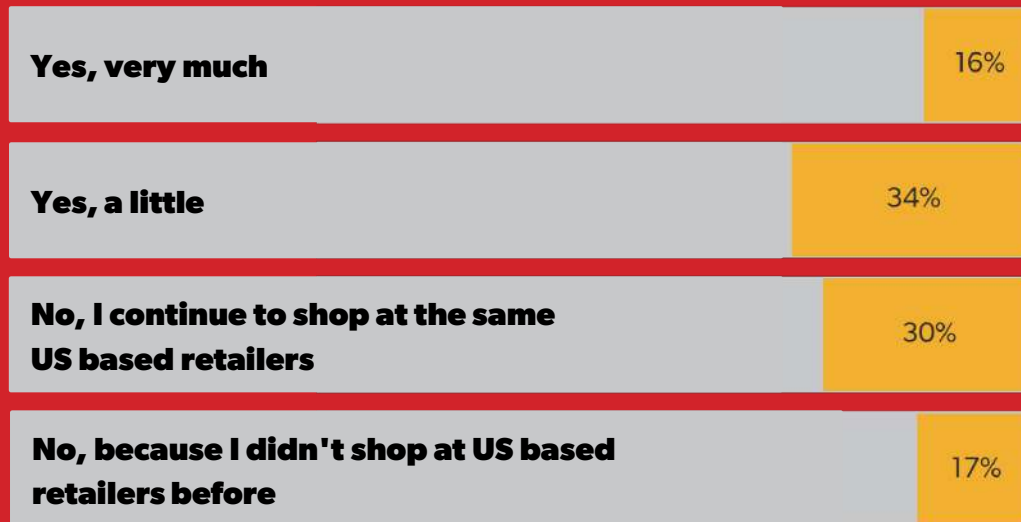 Yes, very much
16%
Yes, a little
34%
No, I continue to shop at the same
US based retailers
30%
No, because I didn't shop at US based
retailers before
17%